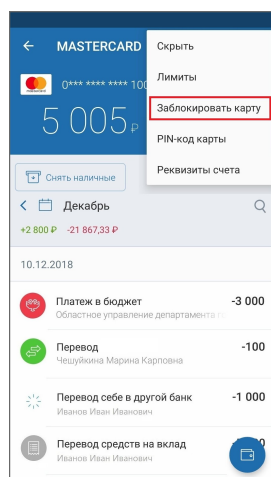 MASTERCARD
Скрыть
Лимиты
Заблокировать карту
PIN-код карты
Реквизиты счета
0*** **** **** 100
5 005 ₽
Снять наличные
Декабрь
+2 800 ₽ -21 867,33 ₽
10.12.2018
Платеж в бюджет -3 000
Областное управление департамента
Перевод -100
Чешуйкина Марина Карповна
Перевод себе в другой банк -1 000
Иванов Иван Иванович
Перевод средств на вклад
Иванов Иван Иванович